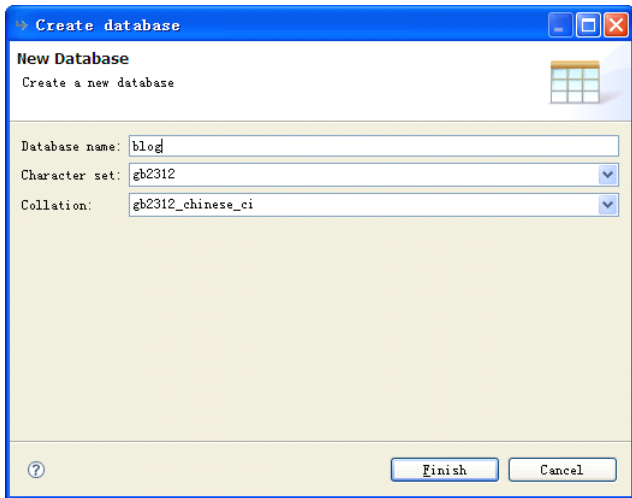 Create database
New Database
Create a new database
Database name: blog
Character set: gb2312
Collation: gb2312_chinese_ci
?
Finish Cancel